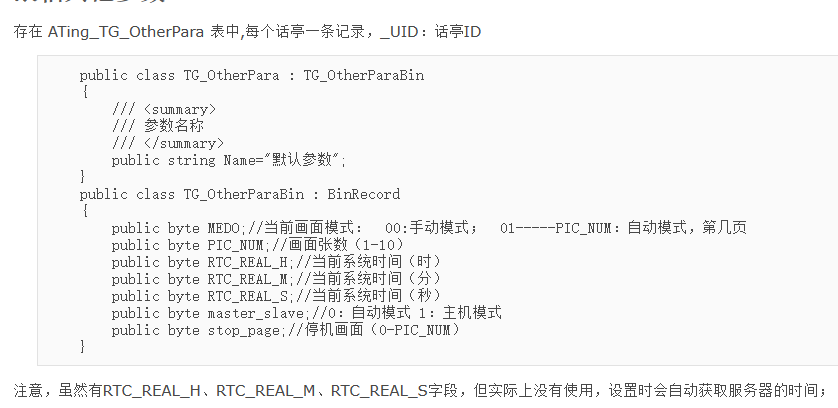 存在 ATing_TG_OtherPara 表中,每个话亭一条记录，_UID：话亭ID
public class TG_OtherPara : TG_OtherParaBin
{
/// <summary>
/// 参数名称
/// </summary>
public string Name="默认参数";
}
public class TG_OtherParaBin : BinRecord
{
public byte MEDO;//当前画面模式：  00:手动模式；  01-----PIC_NUM：自动模式，第几页
public byte PIC_NUM;//画面张数（1-10）
public byte RTC_REAL_H;//当前系统时间（时）
public byte RTC_REAL_M;//当前系统时间（分）
public byte RTC_REAL_S;//当前系统时间（秒）
public byte master_slave;//0：自动模式 1：主机模式
public byte stop_page;//停机画面（0-PIC_NUM）
}
注意，虽然有RTC_REAL_H、RTC_REAL_M、RTC_REAL_S字段，但实际上没有使用，设置时会自动获取服务器的时间；